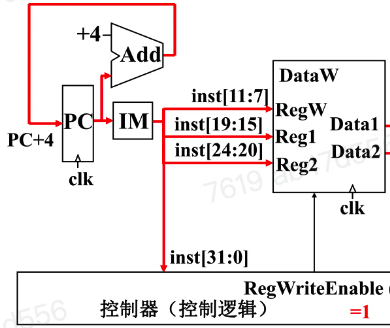 +4
Add
DataW
inst[11:7]
RegW
PC
IM
inst[19:15]
Data1
Reg1
PC+4
inst[24:20]
Data2
Reg2
clk
clk
inst[31:0]
RegWriteEnable
控制器（控制逻辑）
=1